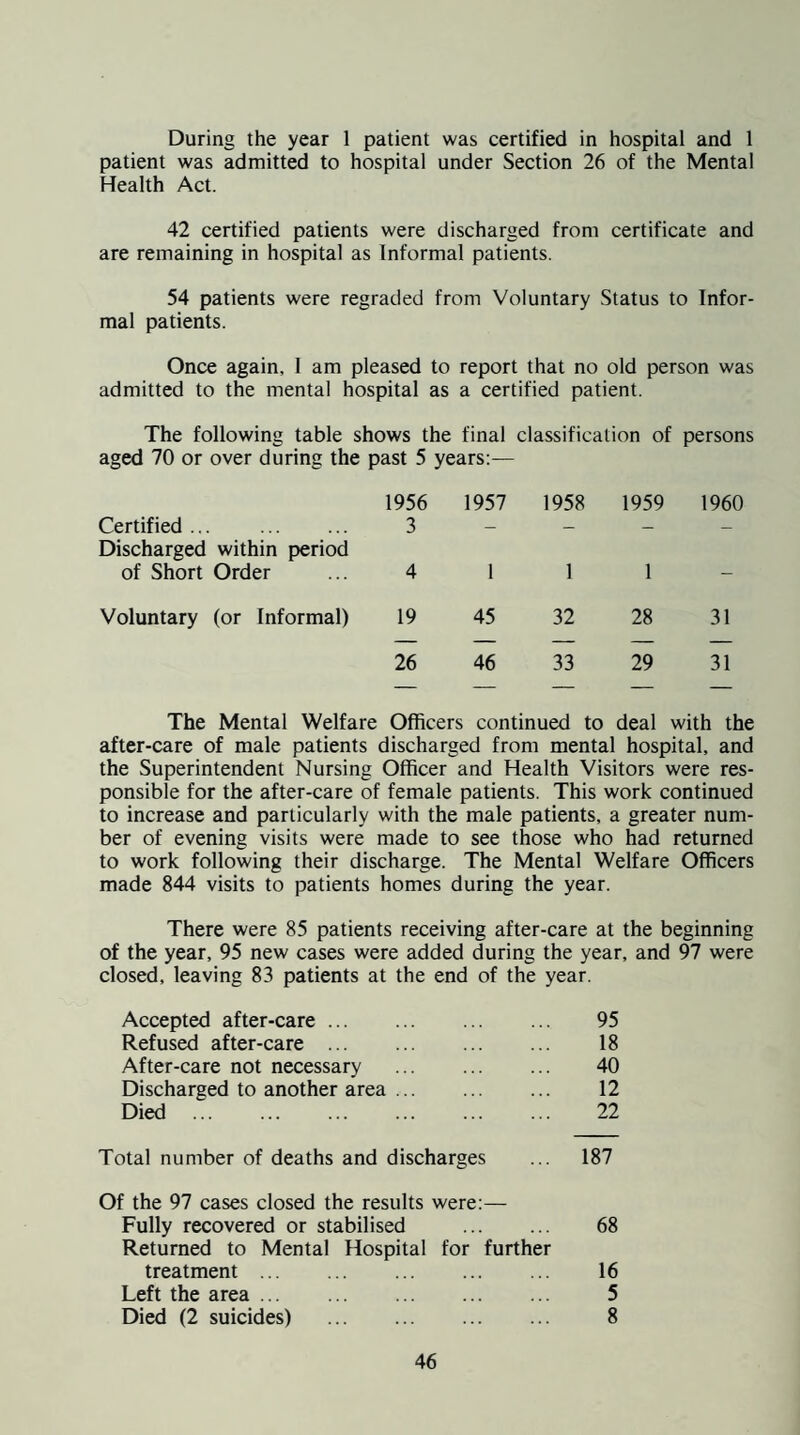 During the year 1 patient was certified in hospital and 1
patient was admitted to hospital under Section 26 of the Mental
Health Act.
42 certified patients were discharged from certificate and
are remaining in hospital as Informal patients.
54 patients were regraded from Voluntary Status to Infor-
mal patients.
Once again, I am pleased to report that no old person was
admitted to the mental hospital as a certified patient.
The following table shows the final classification of persons
aged 70 or over during the past 5 years:—
1956 1957 1958 1959 1960
Certified ... ... ... 3 – – – –
Discharged within period
of Short Order ... 4 1 1 1 –
Voluntary (or Informal) 19 45 32 28 31
26 46 33 29 31
The Mental Welfare Officers continued to deal with the
after-care of male patients discharged from mental hospital, and
the Superintendent Nursing Officer and Health Visitors were res-
ponsible for the after-care of female patients. This work continued
to increase and particularly with the male patients, a greater num-
ber of evening visits were made to see those who had returned
to work following their discharge. The Mental Welfare Officers
made 844 visits to patients homes during the year.
There were 85 patients receiving after-care at the beginning
of the year, 95 new cases were added during the year, and 97 were
closed, leaving 83 patients at the end of the year.
Accepted after-care ... ... ... ... 95
Refused after-care ... ... ... ... 18
After-care not necessary ... ... ... 40
Discharged to another area ... ... ... 12
Died ... ... ... ... ... ... 22
Total number of deaths and discharges ... 187
Of the 97 cases closed the results were:—
Fully recovered or stabilised ... ... 68
Returned to Mental Hospital for further
treatment ... ... ... ... ... 16
Left the area ... ... ... ... ... 5
Died (2 suicides) ... ... ... ... 8
46